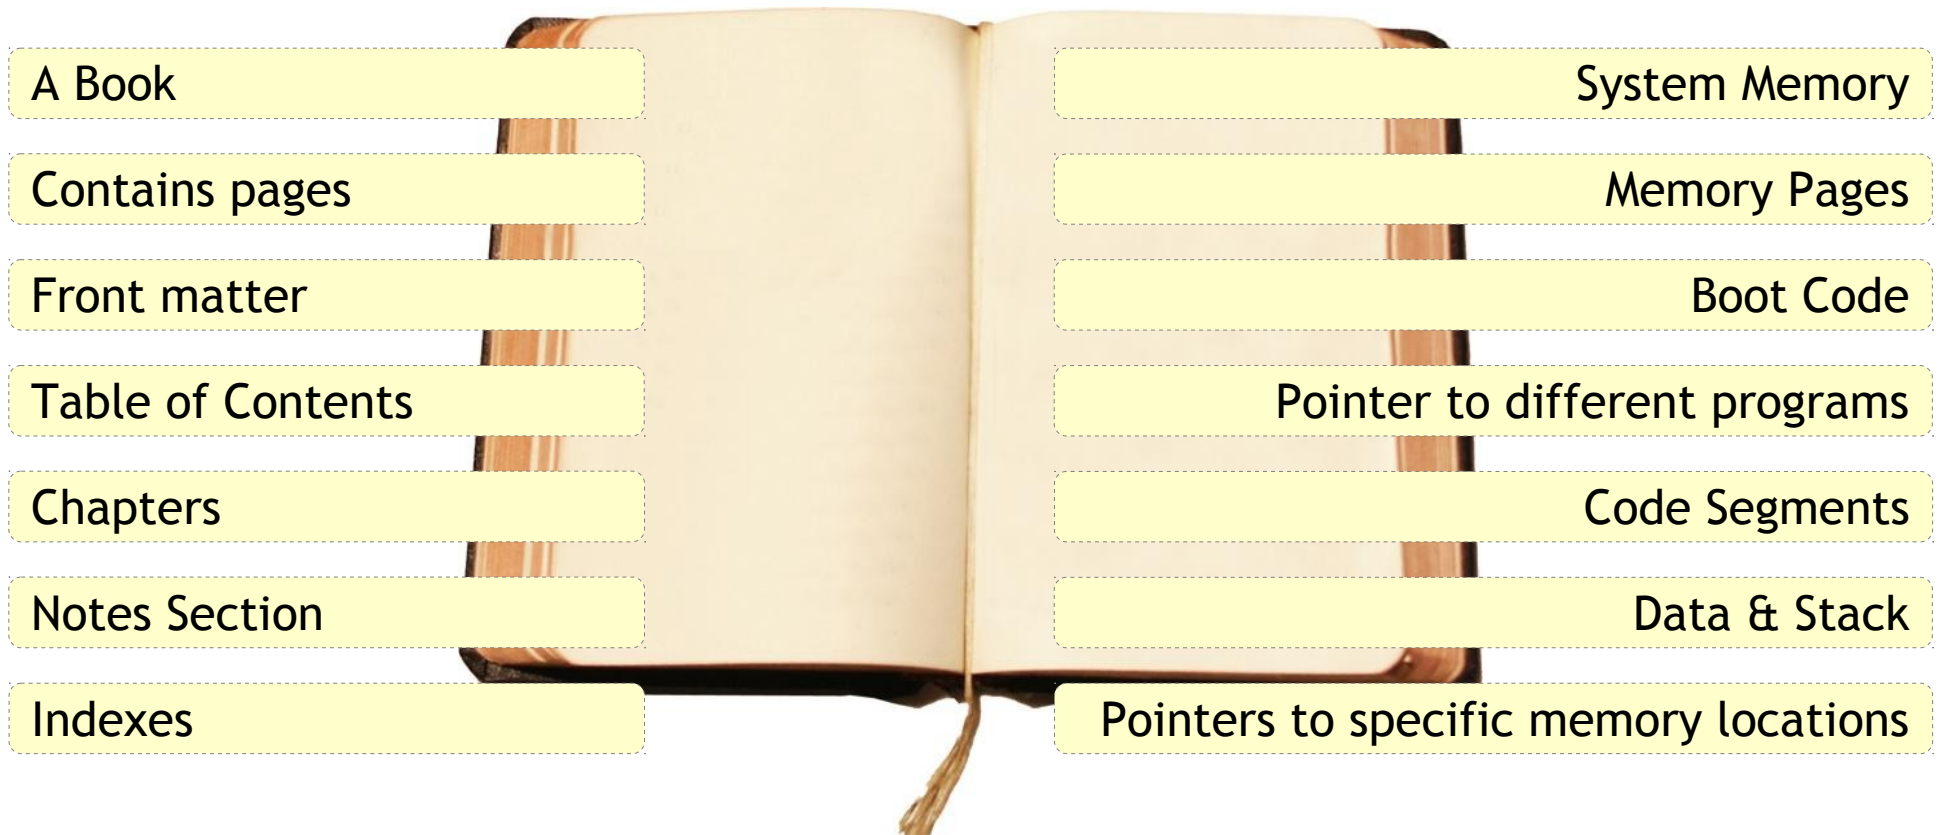 A Book
System Memory
Contains pages
Memory Pages
Front matter
Boot Code
Table of Contents
Pointer to different programs
Chapters
Code Segments
Notes Section
Data & Stack
Indexes
Pointers to specific memory locations